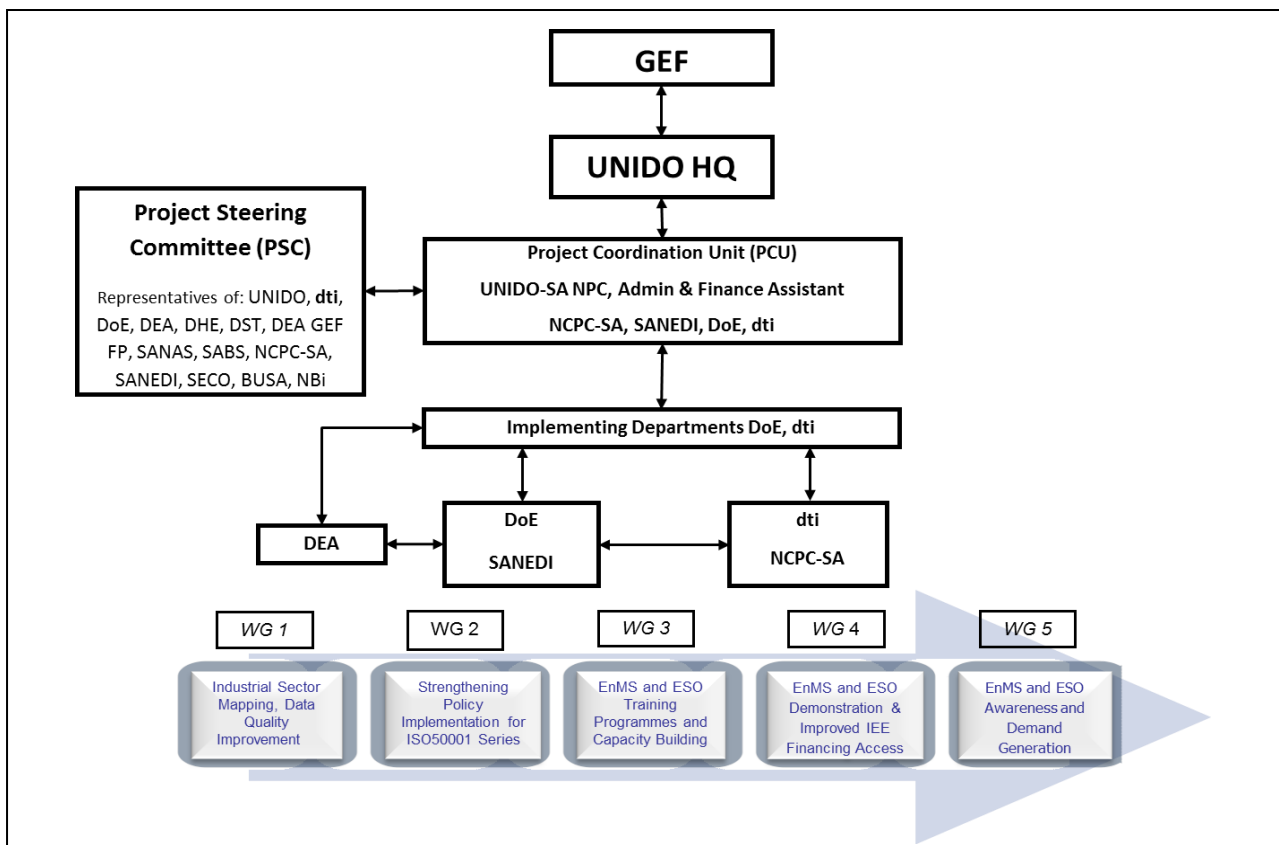 GEF
UNIDO HQ
Project Steering
Committee (PSC)
Representatives of: UNIDO, dti,
DoE, DEA, DHE, DST, DEA GEF
FP, SANAS, SABS, NCPC-SA,
SANEDI, SECO, BUSA, NBi
Project Coordination Unit (PCU)
UNIDO-SA NPC, Admin & Finance Assistant
NCPC-SA, SANEDI, DoE, dti
Implementing Departments DoE, dti
DEA
DoE
SANEDI
dti
NCPC-SA
WG 1
WG 2
WG 3
WG 4
WG 5
Industrial Sector
Mapping, Data
Quality
Improvement
Strengthening
Policy
Implementation for
ISO50001 Series
EnMS and ESO
Training
Programmes and
Capacity Building
EnMS and ESO
Demonstration &
Improved IEE
Financing Access
EnMS and ESO
Awareness and
Demand
Generation